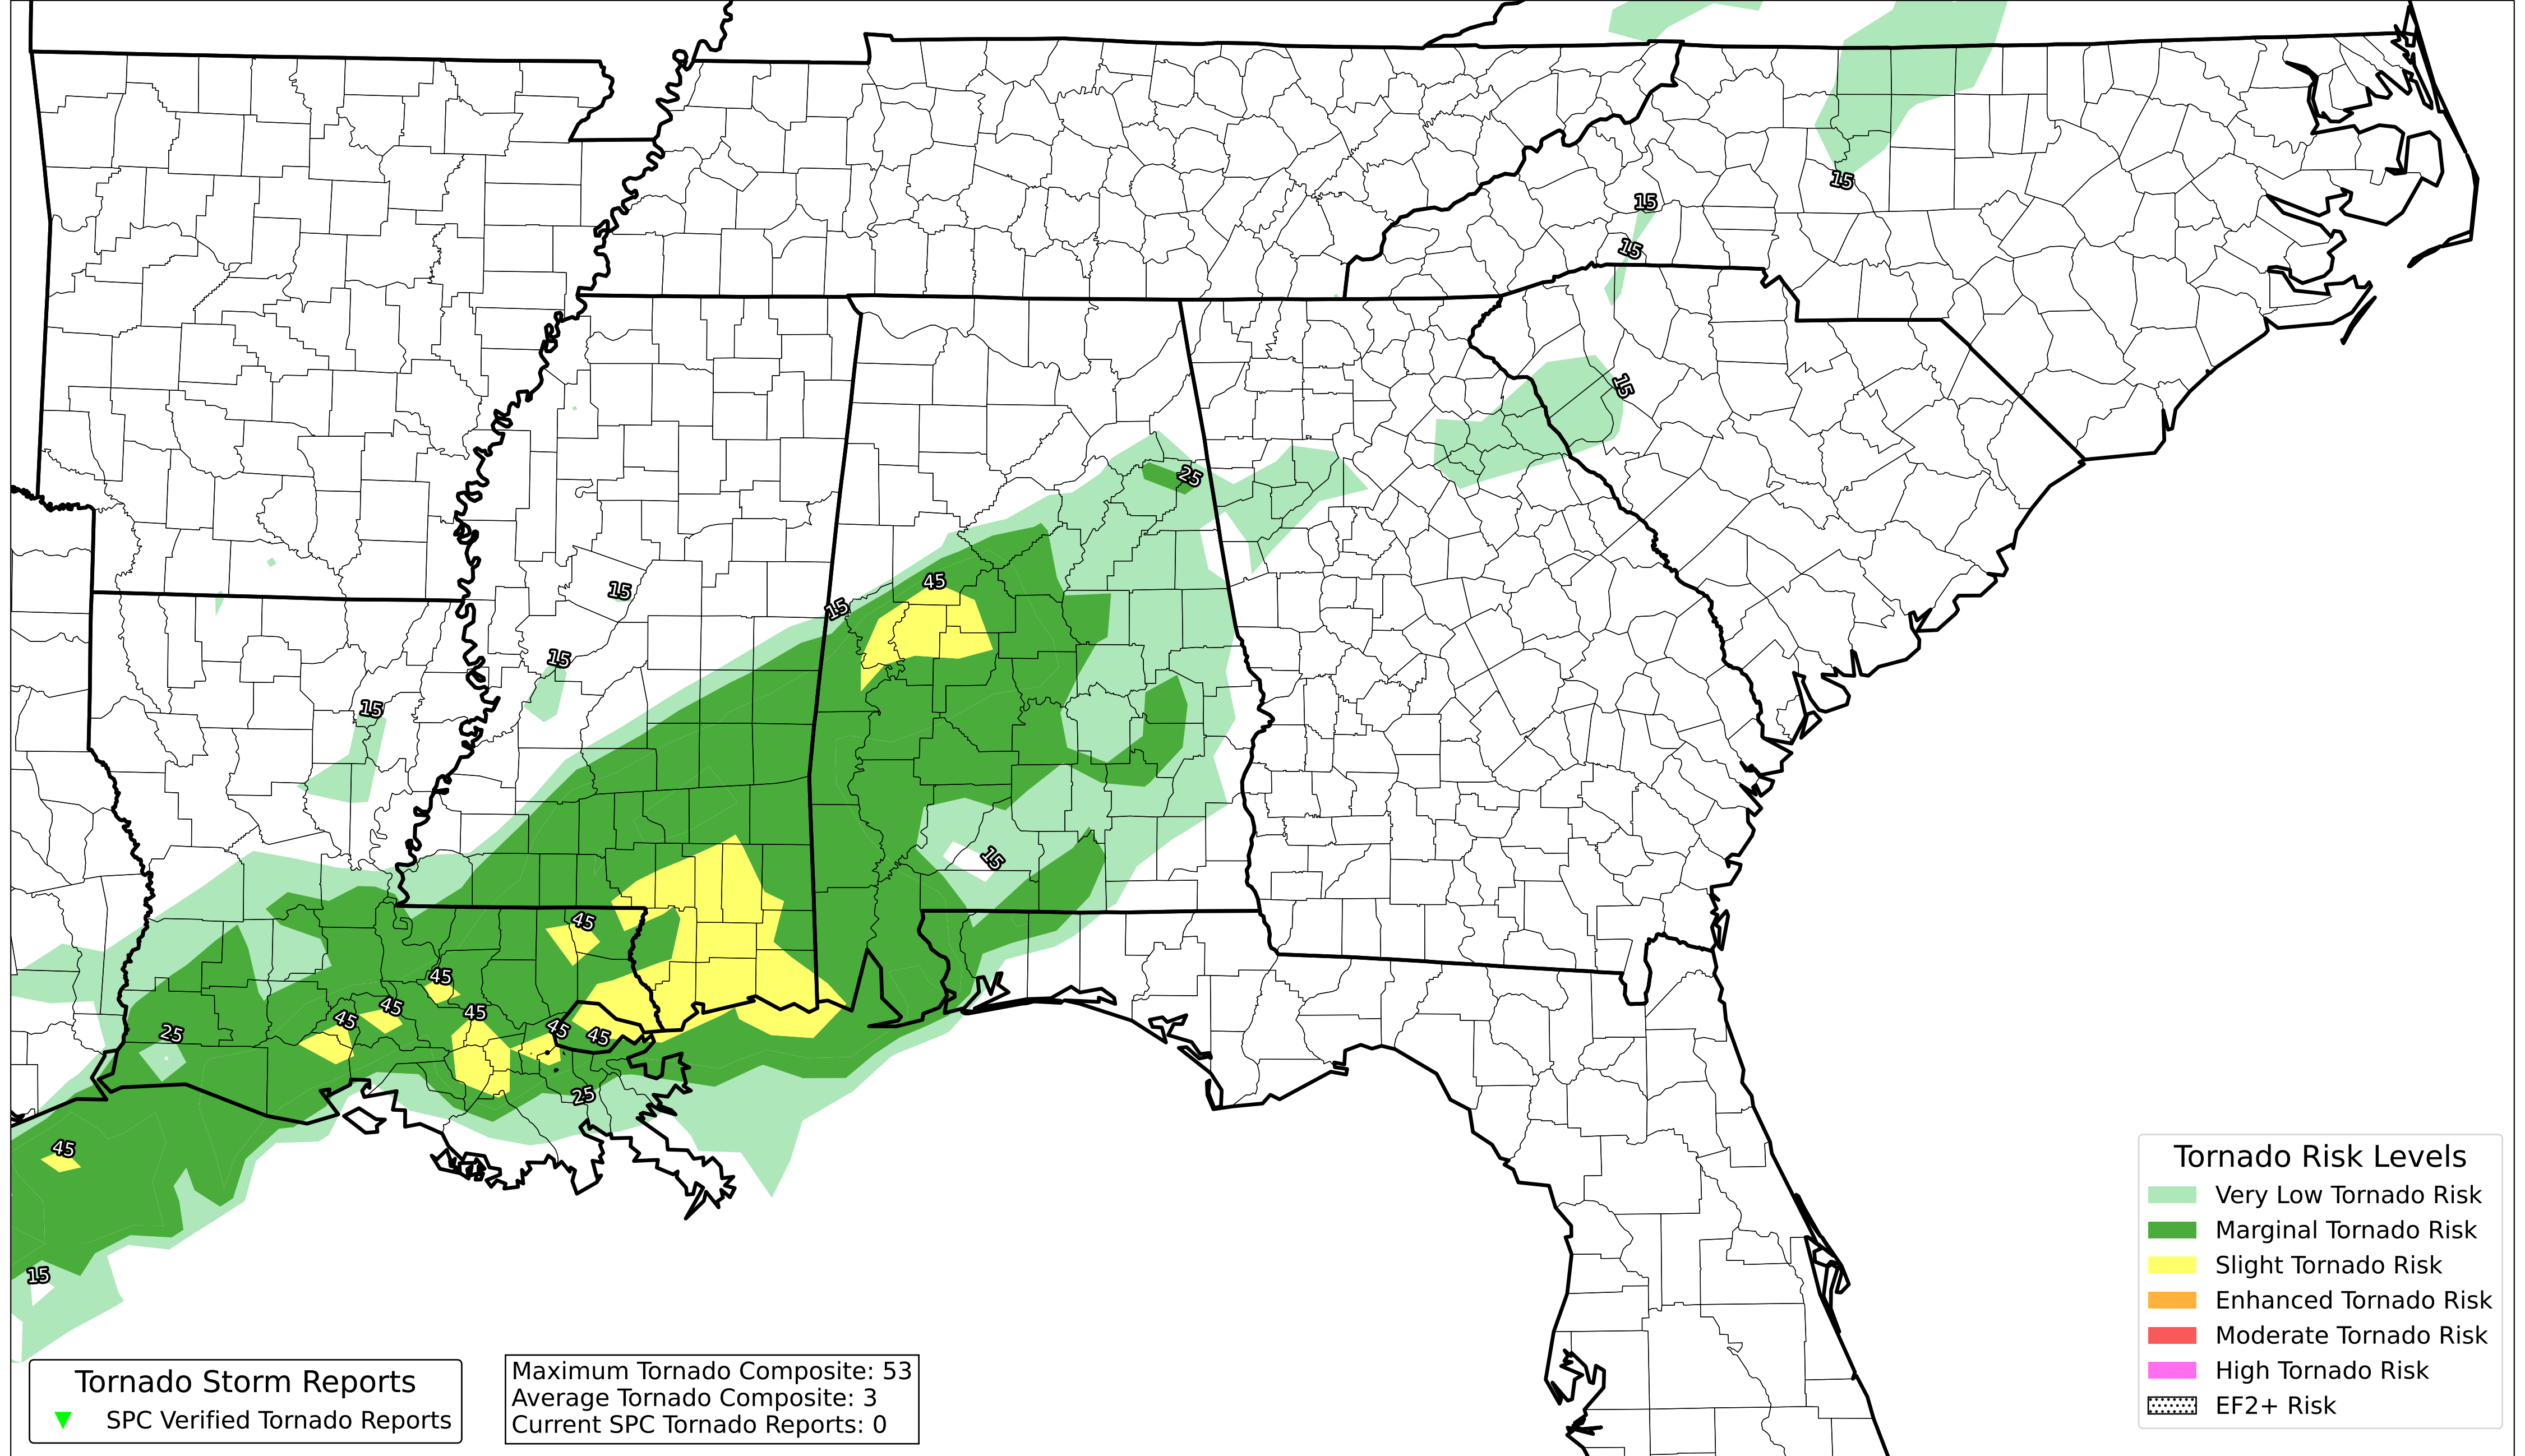 15
15
15
15
25
45
15
15
15
15
15
45
45
45
45
45
45
25
45
25
45
15
Tornado Risk Levels
Very Low Tornado Risk
Marginal Tornado Risk
Slight Tornado Risk
Enhanced Tornado Risk
Moderate Tornado Risk
High Tornado Risk
EF2+ Risk
Tornado Storm Reports
SPC Verified Tornado Reports
Maximum Tornado Composite: 53
Average Tornado Composite: 3
Current SPC Tornado Reports: 0